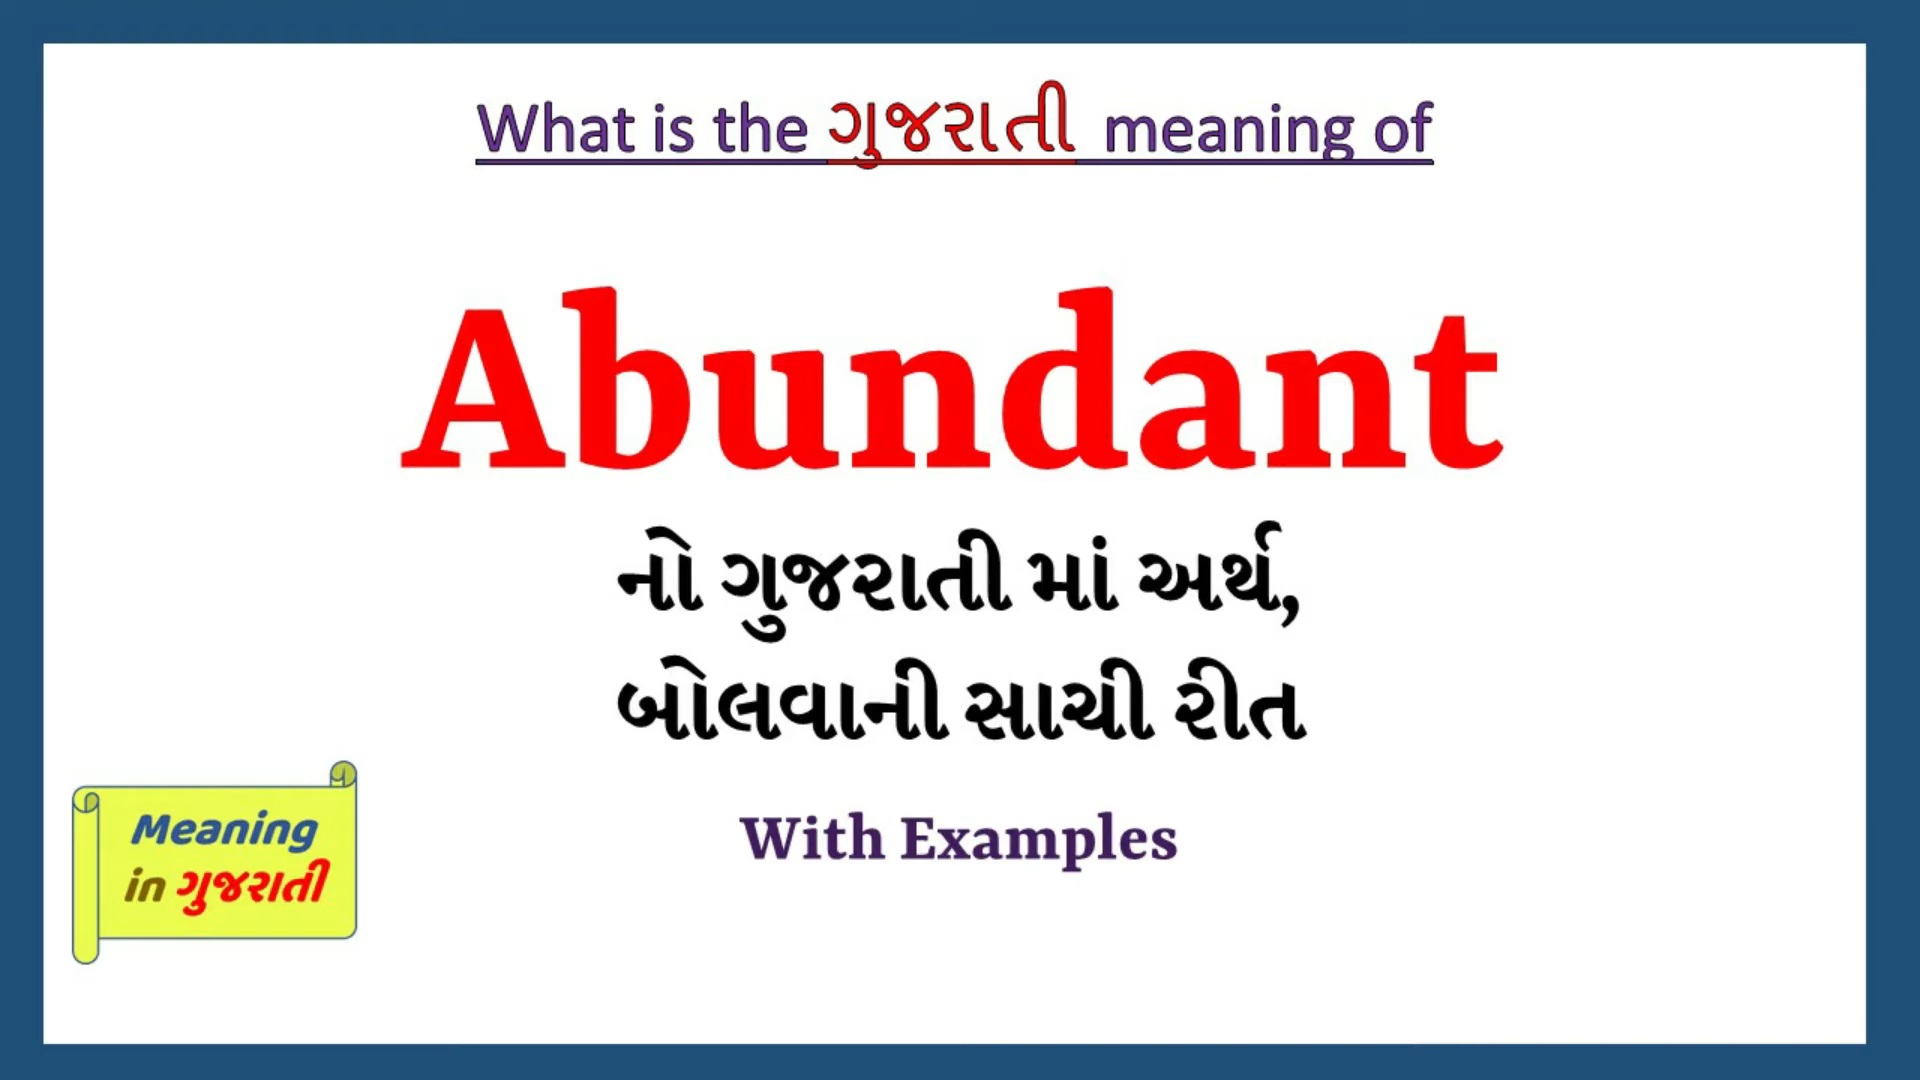 What is the ગુજરાતી meaning of
Abundant
નો ગુજરાતી માં અર્થ,
બોલવાની સાચી રીત
With Examples
Meaning
in ગુજરાતી